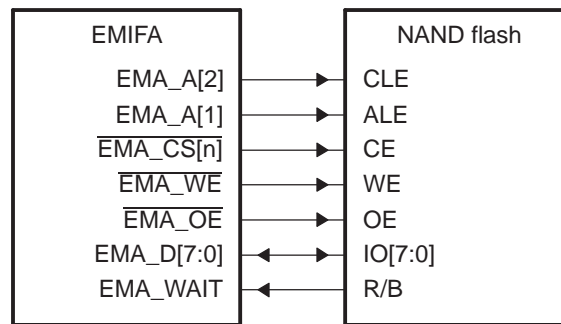 EMIFA NAND flash
EMA_A[2] CLE
EMA_A[1] ALE
EMA_CS[n] CE
EMA_WE WE
EMA_OE OE
EMA_D[7:0] IO[7:0]
EMA_WAIT R/B